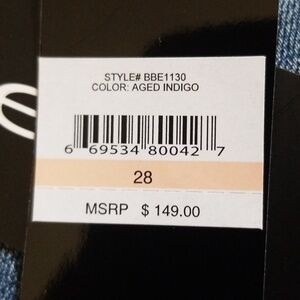 STYLE# BBE1130
COLOR: AGED INDIGO
6 69534 80042 7
28
MSRP $ 149.00